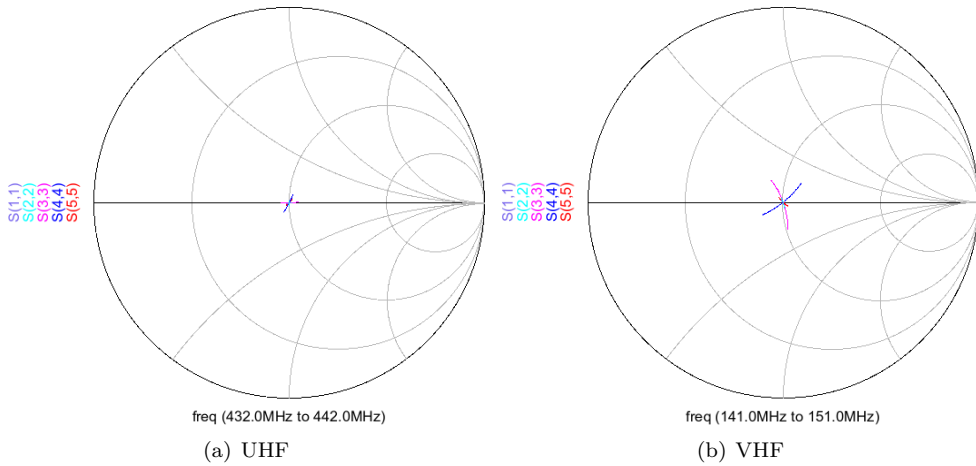 S(1,1)
S(2,2)
S(3,3)
S(4,4)
S(5,5)
freq (432.0MHz to 442.0MHz)
(a) UHF
S(1,1)
S(2,2)
S(3,3)
S(4,4)
S(5,5)
freq (141.0MHz to 151.0MHz)
(b) VHF